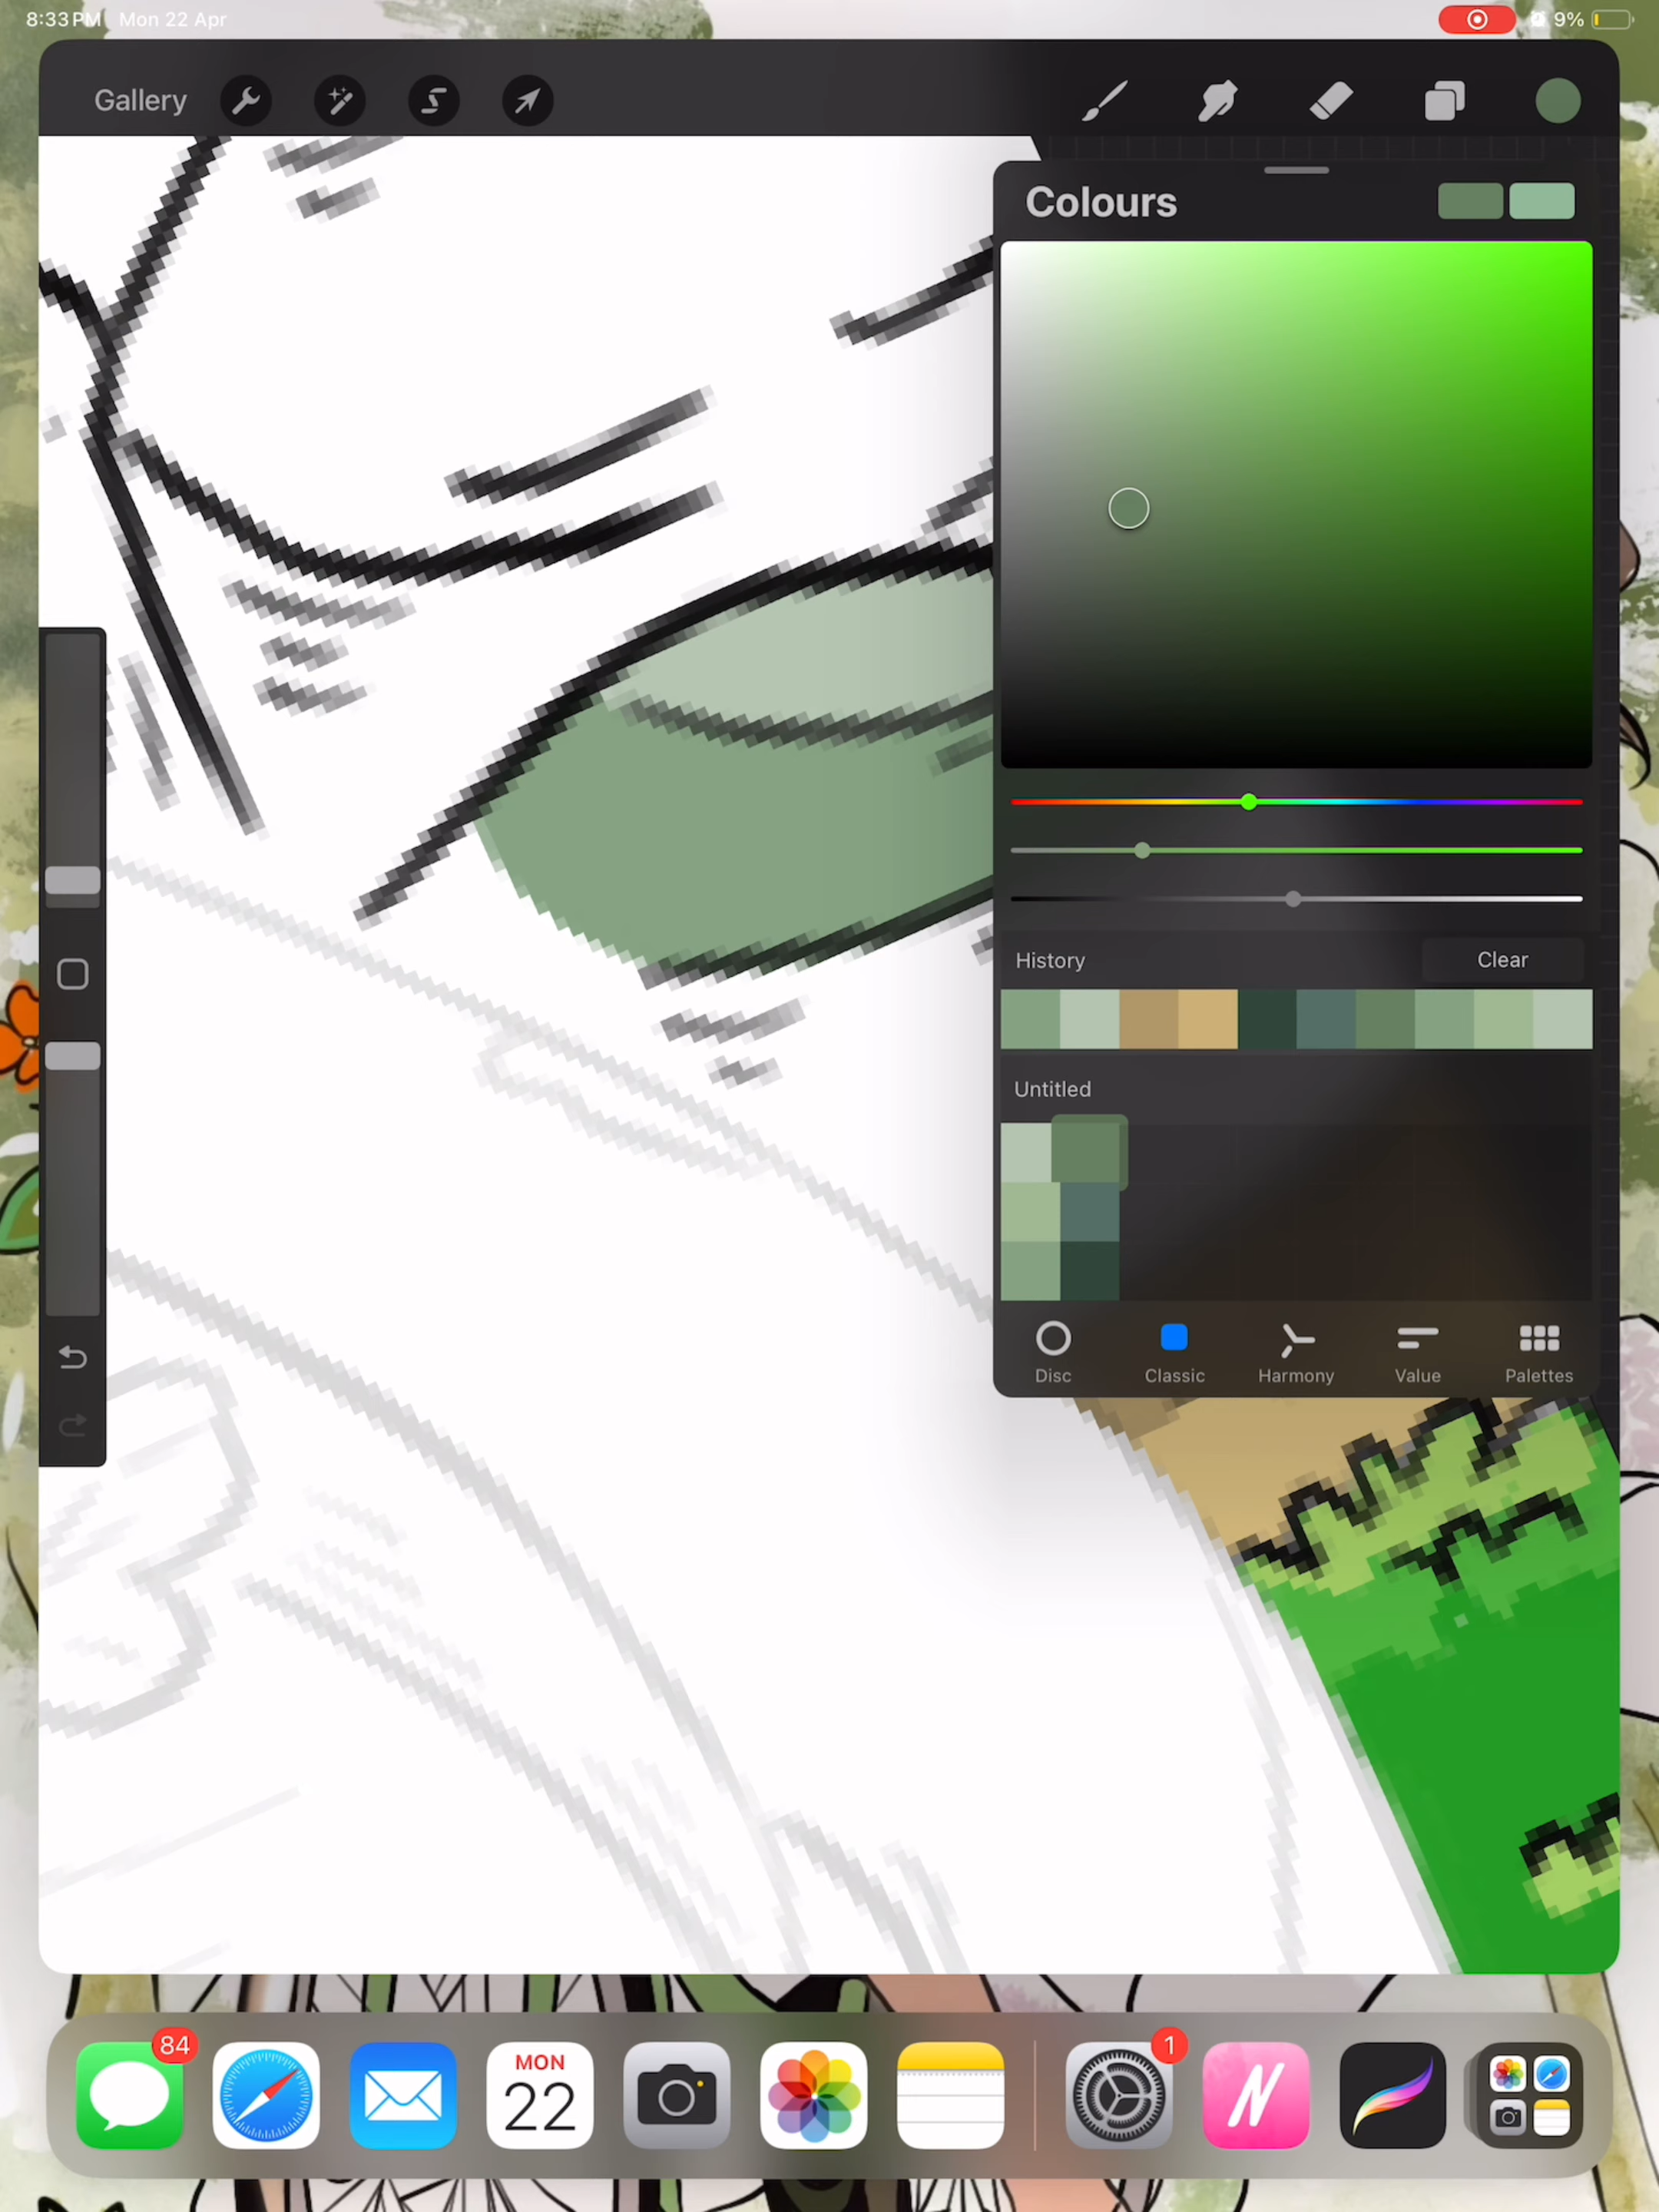 8:33 PM Mon 22 Apr
9%
Gallery
Colours
History
Clear
Untitled
Disc
Classic
Harmony
Value
Palettes
84
MON
22
1